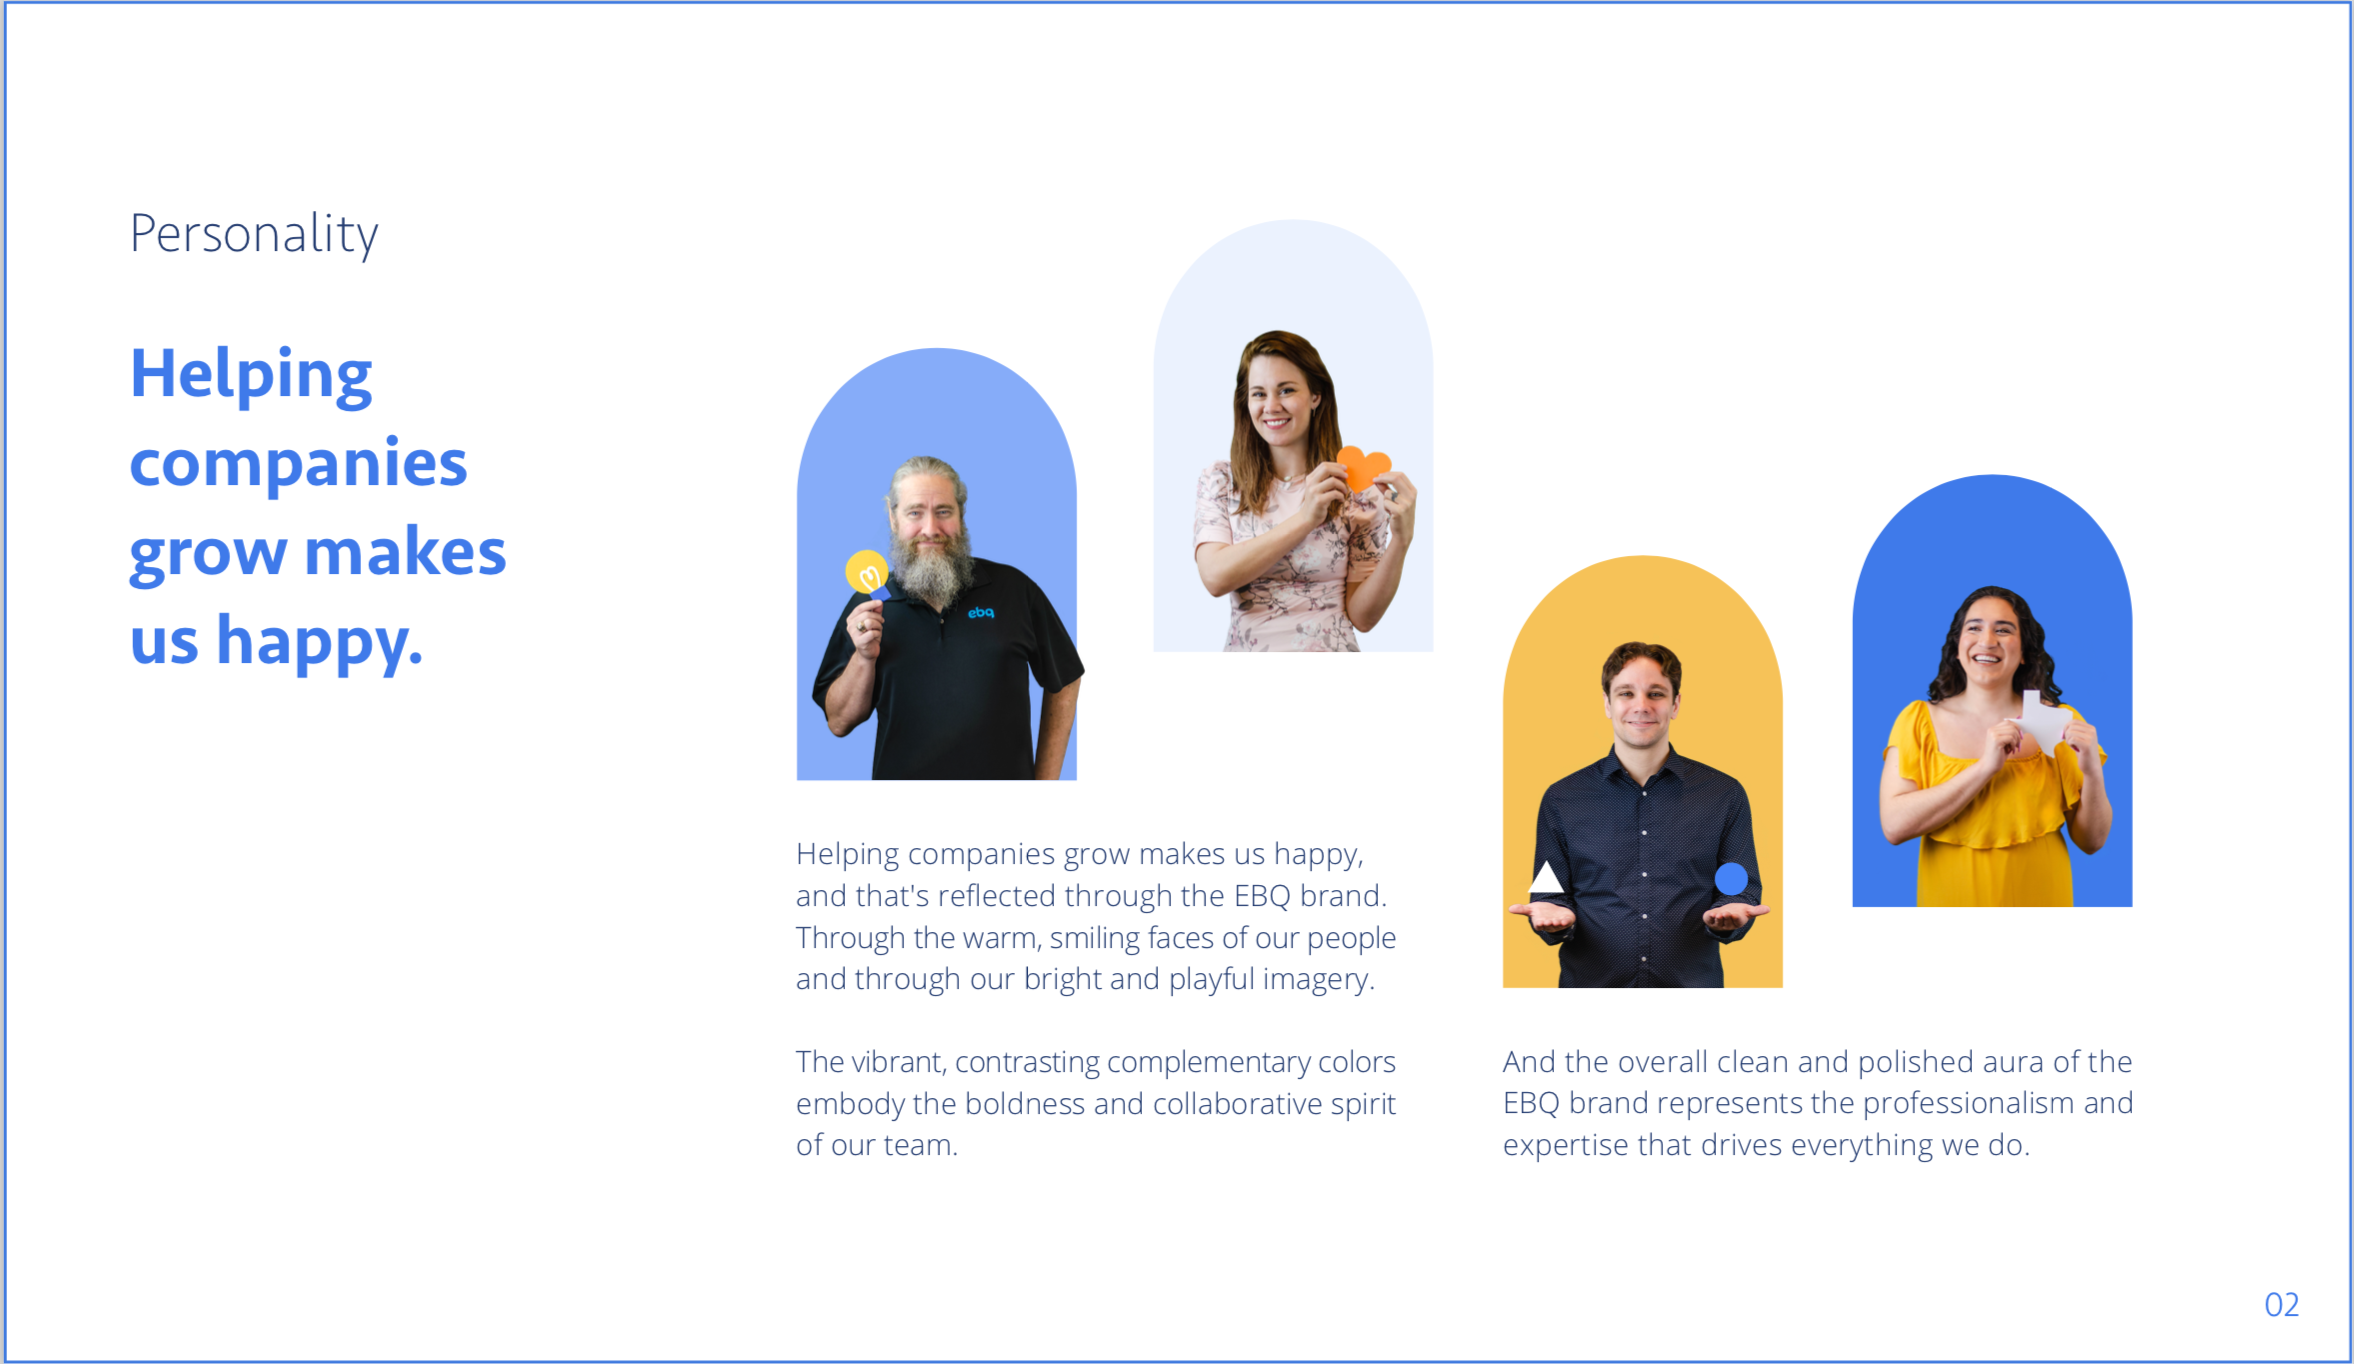 Personality
Helping
companies
grow makes
us happy.
ebq
Helping companies grow makes us happy,
and that's reflected through the EBQ brand.
Through the warm, smiling faces of our people
and through our bright and playful imagery.
The vibrant, contrasting complementary colors
embody the boldness and collaborative spirit
of our team.
And the overall clean and polished aura of the
EBQ brand represents the professionalism and
expertise that drives everything we do.
02